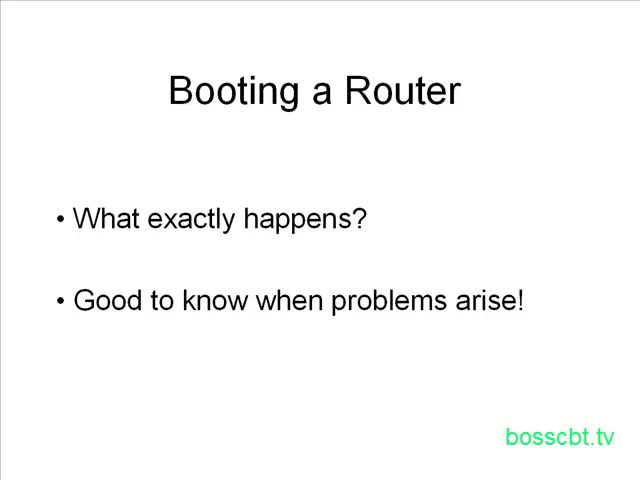 Booting a Router
• What exactly happens?
• Good to know when problems arise!
bosscbt.tv